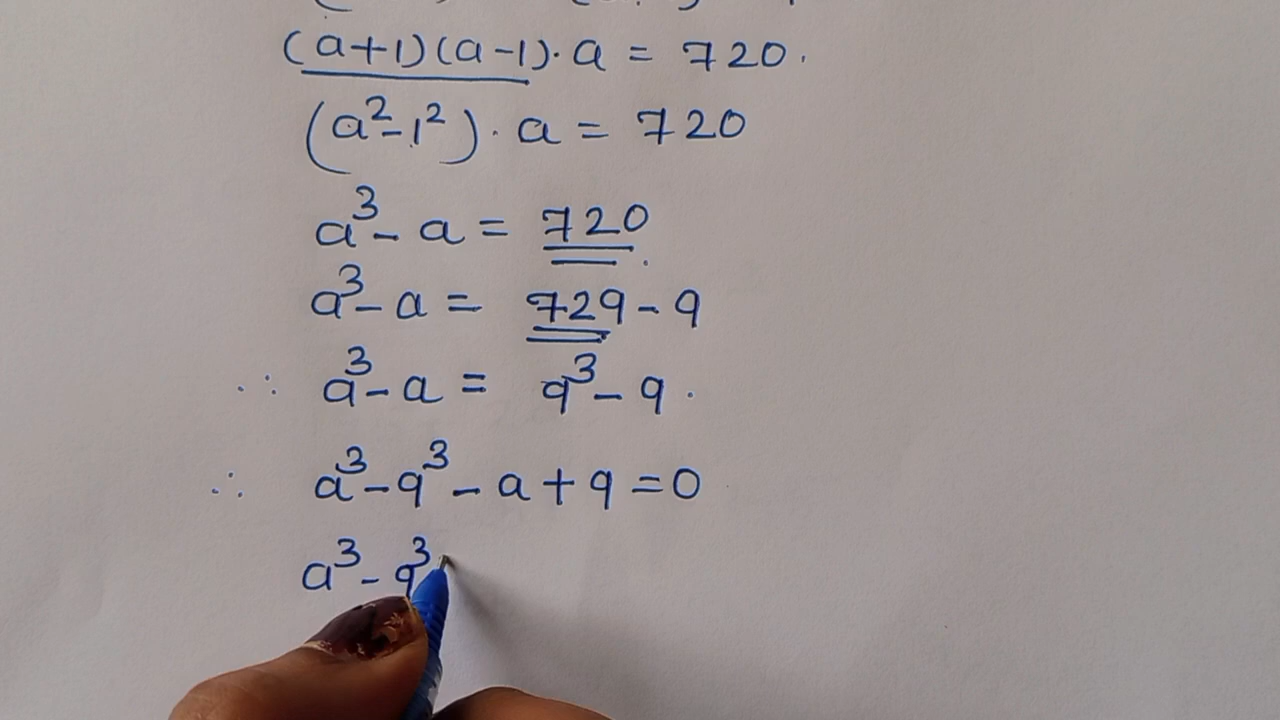 (a+1)(a-1)·a = 720.
(a²-1²)·a = 720
a³- a = 720
a³- a = 729-9
∴ a³- a = 9³- 9.
∴ a³-9³- a + 9 = 0
a³- 9³